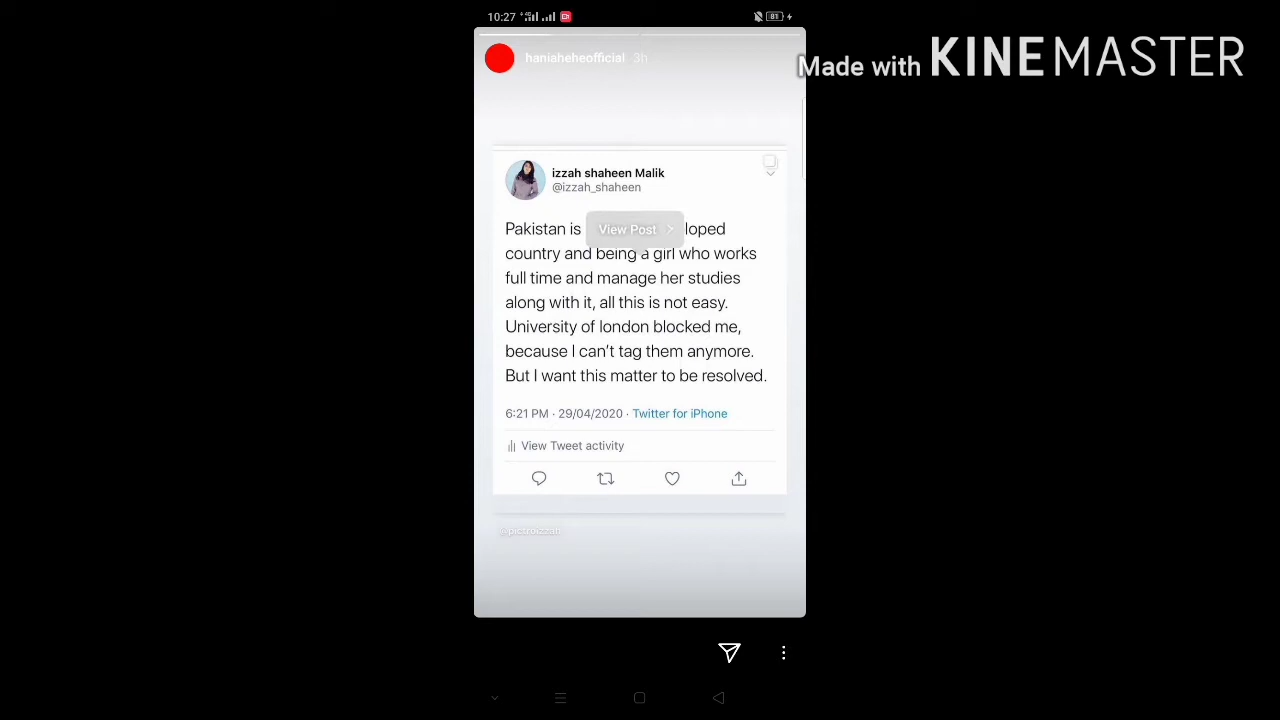 10:27
81
Made with KINEMASTER
haniaheheofficial 3h
izzah shaheen Malik
@izzah_shaheen
Pakistan is
View Post
loped
country and being a girl who works
full time and manage her studies
along with it, all this is not easy.
University of london blocked me,
because I can't tag them anymore.
But I want this matter to be resolved.
6:21 PM · 29/04/2020 · Twitter for iPhone
View Tweet activity